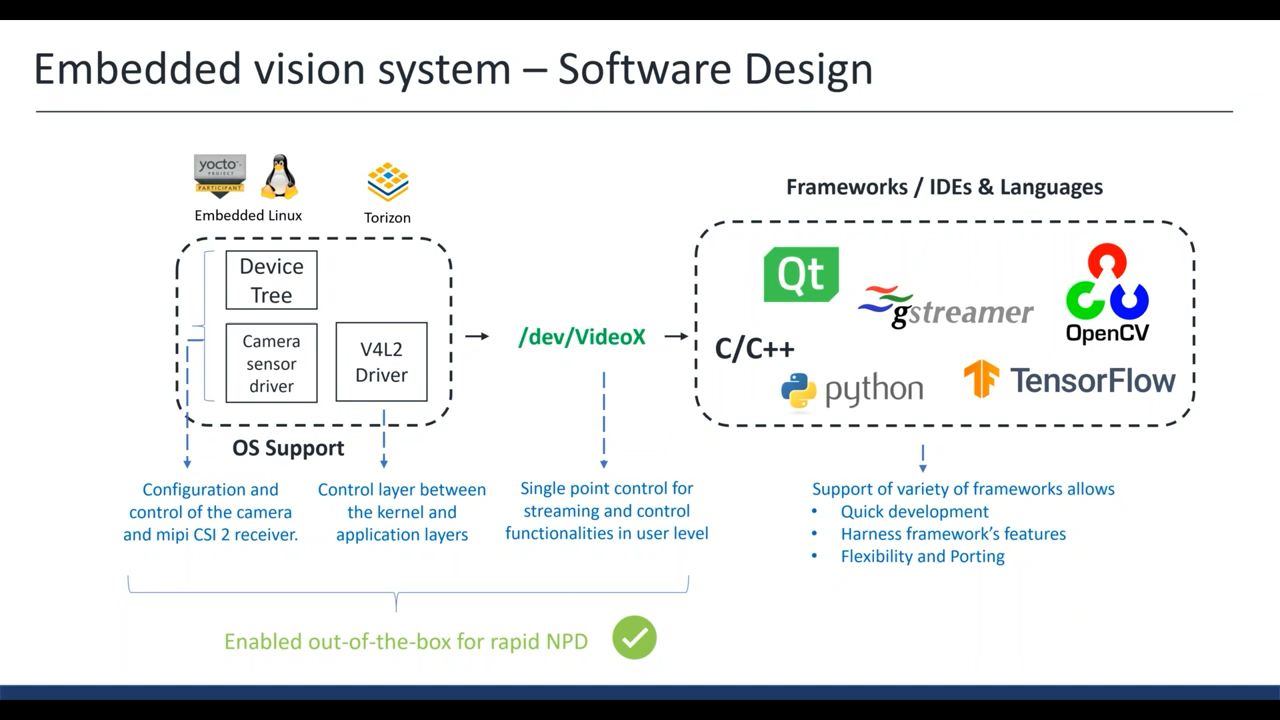 Embedded vision system – Software Design
yocto
PROJECT
PARTICIPANT
Embedded Linux
Torizon
Device
Tree
Camera
sensor
driver
V4L2
Driver
OS Support
/dev/VideoX
Frameworks / IDEs & Languages
Qt
gstreamer
OpenCV
C/C++
python
TensorFlow
Configuration and
control of the camera
and mipi CSI 2 receiver.
Control layer between
the kernel and
application layers
Single point control for
streaming and control
functionalities in user level
Support of variety of frameworks allows
• Quick development
• Harness framework's features
• Flexibility and Porting
Enabled out-of-the-box for rapid NPD